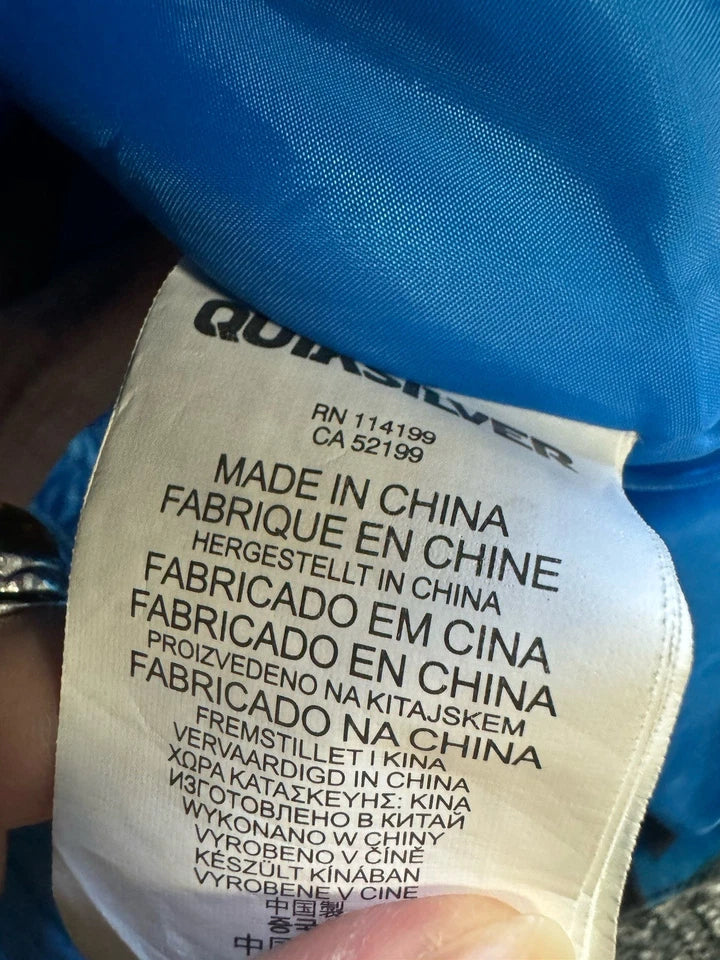 QUIKSILVER
RN 114199
CA 52199
MADE IN CHINA
FABRIQUE EN CHINE
HERGESTELLT IN CHINA
FABRICADO EM CINA
FABRICADO EN CHINA
PROIZVEDENO NA KITAJSKEM
FABRICADO NA CHINA
FREMSTILLET I KINA
VERVAARDIGD IN CHINA
ΧΩΡΑ ΚΑΤΑΣΚΕΥΗΣ: ΚΙΝΑ
ИЗГОТОВЛЕНО В КИТАЙ
WYKONANO W CHINY
VYROBENO V ČÍNĚ
KÉSZÜLT KÍNÁBAN
VYROBENE V CINE
中国製